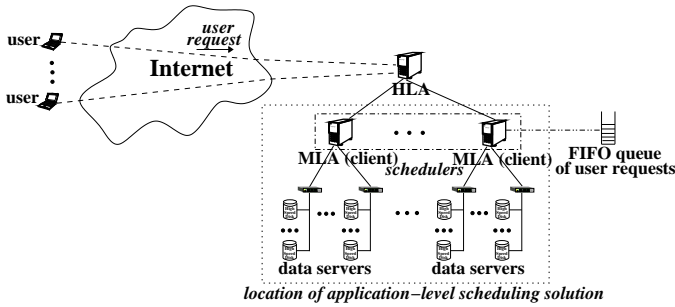 user
user
request
Internet
user
HLA
MLA (client)
MLA (client)
schedulers
FIFO queue
of user requests
data servers
data servers
location of application-level scheduling solution